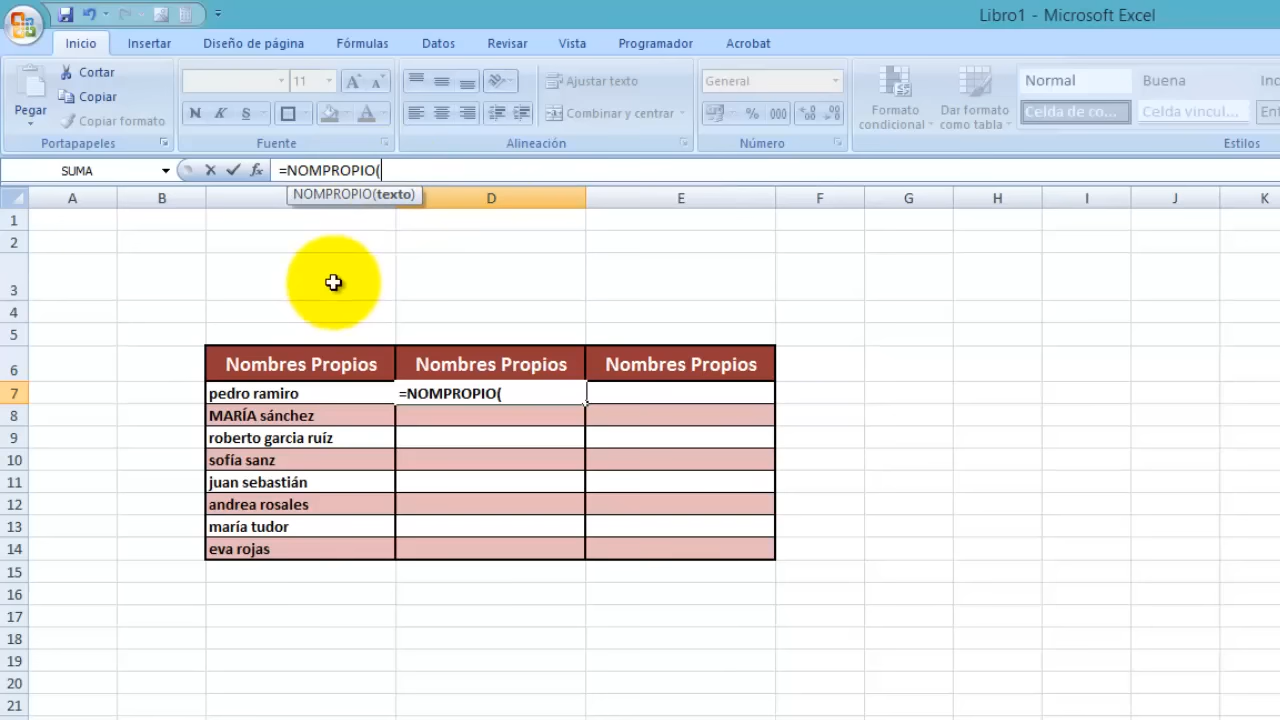 Libro1 - Microsoft Excel
Inicio Insertar Diseño de página Fórmulas Datos Revisar Vista Programador Acrobat
Pegar
Cortar
Copiar
Copiar formato
Portapapeles
11
N K S
Fuente
Ajustar texto
Combinar y centrar
Alineación
General
% 000
Número
Formato condicional
Dar formato como tabla
Normal Buena
Celda de co... Celda vincul...
Estilos
SUMA fx =NOMPROPIO(
NOMPROPIO(texto)
A B D E F G H I J K
1
2
3
4
5
6 Nombres Propios Nombres Propios Nombres Propios
7 pedro ramiro =NOMPROPIO(
8 MARÍA sánchez
9 roberto garcia ruíz
10 sofía sanz
11 juan sebastián
12 andrea rosales
13 maría tudor
14 eva rojas
15
16
17
18
19
20
21